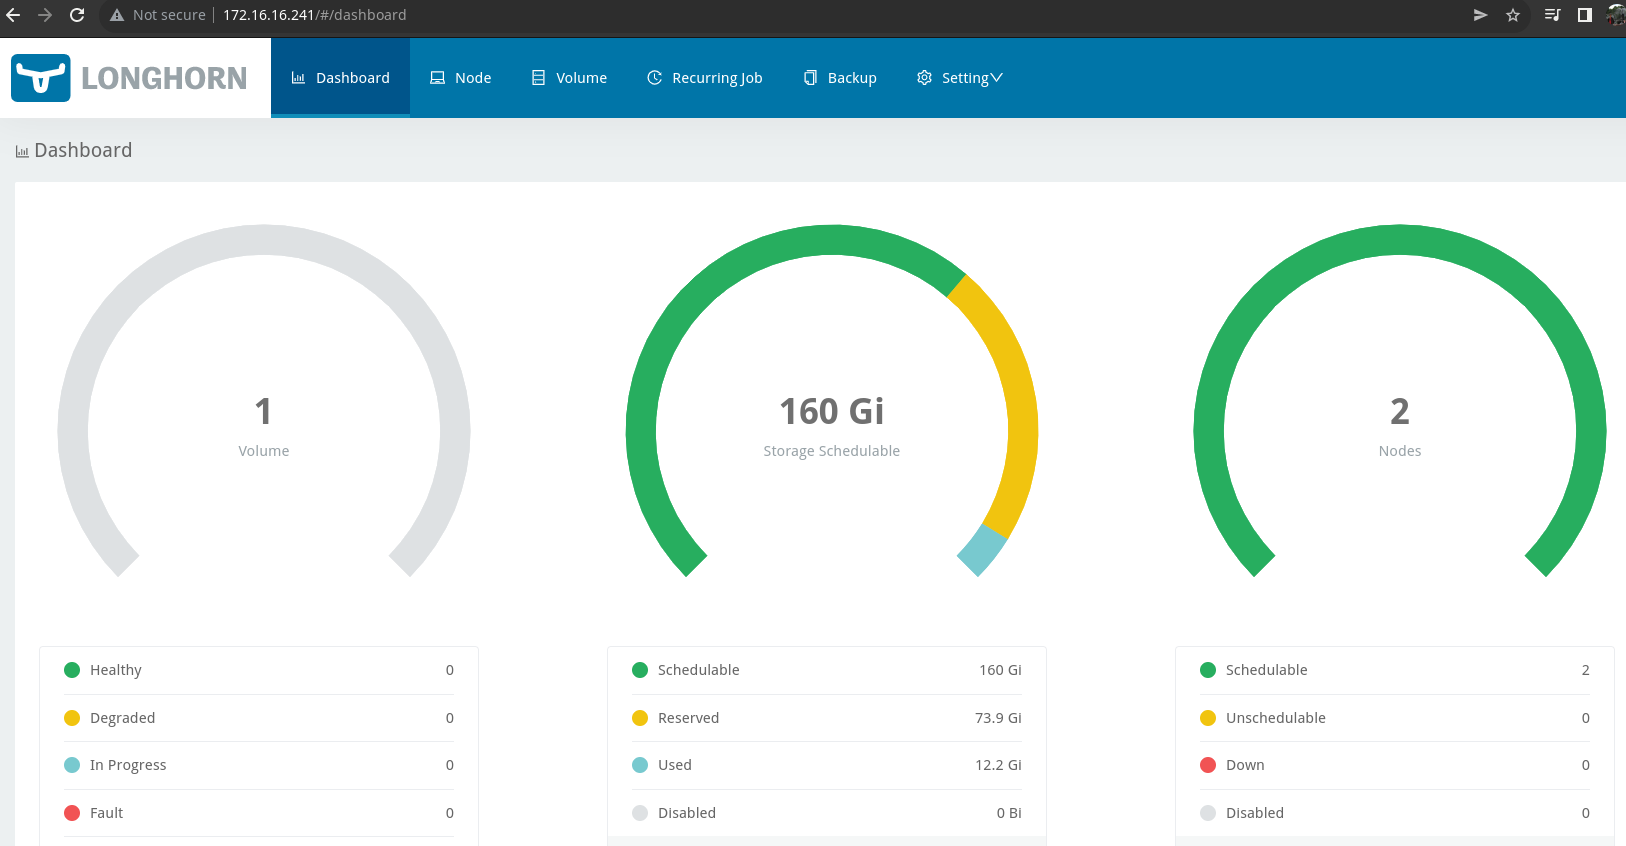 Not secure 172.16.16.241/#/dashboard
LONGHORN Dashboard Node Volume Recurring Job Backup Setting
Dashboard
1
Volume
160 Gi
Storage Schedulable
2
Nodes
Healthy 0
Degraded 0
In Progress 0
Fault 0
Schedulable 160 Gi
Reserved 73.9 Gi
Used 12.2 Gi
Disabled 0 Bi
Schedulable 2
Unschedulable 0
Down 0
Disabled 0